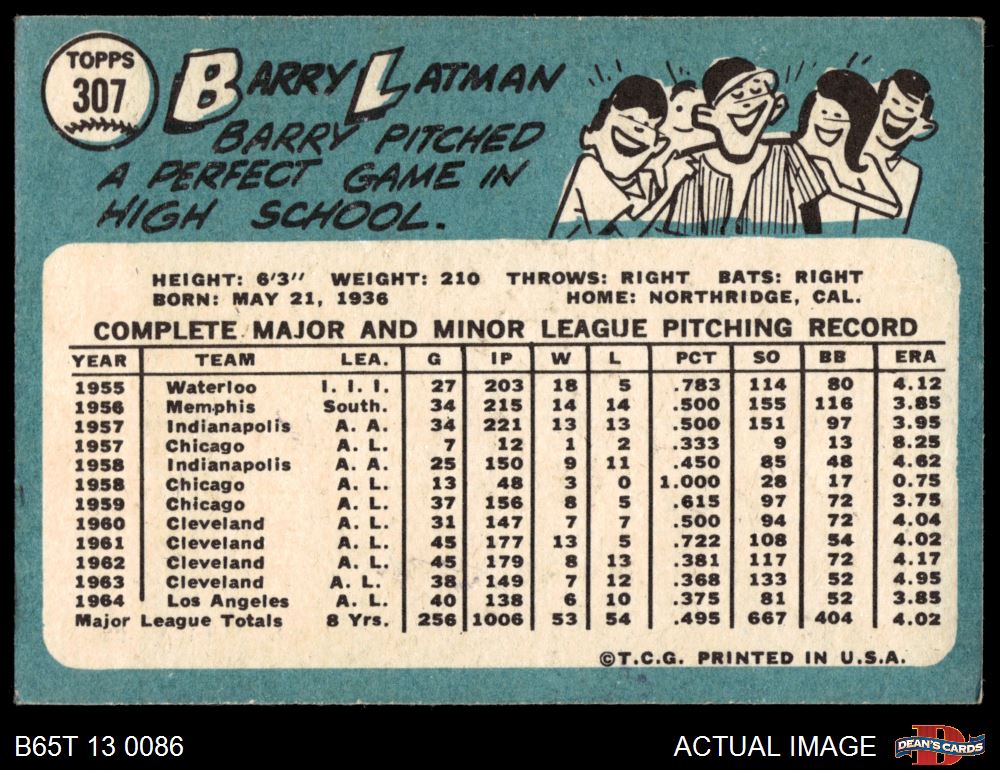 TOPPS
307
BARRY LATMAN
BARRY PITCHED
A PERFECT GAME IN
HIGH SCHOOL.
HEIGHT: 6'3" WEIGHT: 210 THROWS: RIGHT BATS: RIGHT
BORN: MAY 21, 1936 HOME: NORTHRIDGE, CAL.
COMPLETE MAJOR AND MINOR LEAGUE PITCHING RECORD
YEAR TEAM LEA. G IP W L PCT SO BB ERA
1955 Waterloo I. I. I. 27 203 18 5 .783 114 80 4.12
1956 Memphis South. 34 215 14 14 .500 155 116 3.85
1957 Indianapolis A. A. 34 221 13 13 .500 151 97 3.95
1957 Chicago A. L. 7 12 1 2 .333 9 13 8.25
1958 Indianapolis A. A. 25 150 9 11 .450 85 48 4.62
1958 Chicago A. L. 13 48 3 0 1.000 28 17 0.75
1959 Chicago A. L. 37 156 8 5 .615 97 72 3.75
1960 Cleveland A. L. 31 147 7 7 .500 94 72 4.04
1961 Cleveland A. L. 45 177 13 5 .722 108 54 4.02
1962 Cleveland A. L. 45 179 8 13 .381 117 72 4.17
1963 Cleveland A. L. 38 149 7 12 .368 133 52 4.95
1964 Los Angeles A. L. 40 138 6 10 .375 81 52 3.85
Major League Totals 8 Yrs. 256 1006 53 54 .495 667 404 4.02
©T.C.G. PRINTED IN U.S.A.
B65T 13 0086
ACTUAL IMAGE
DEAN'S CARDS